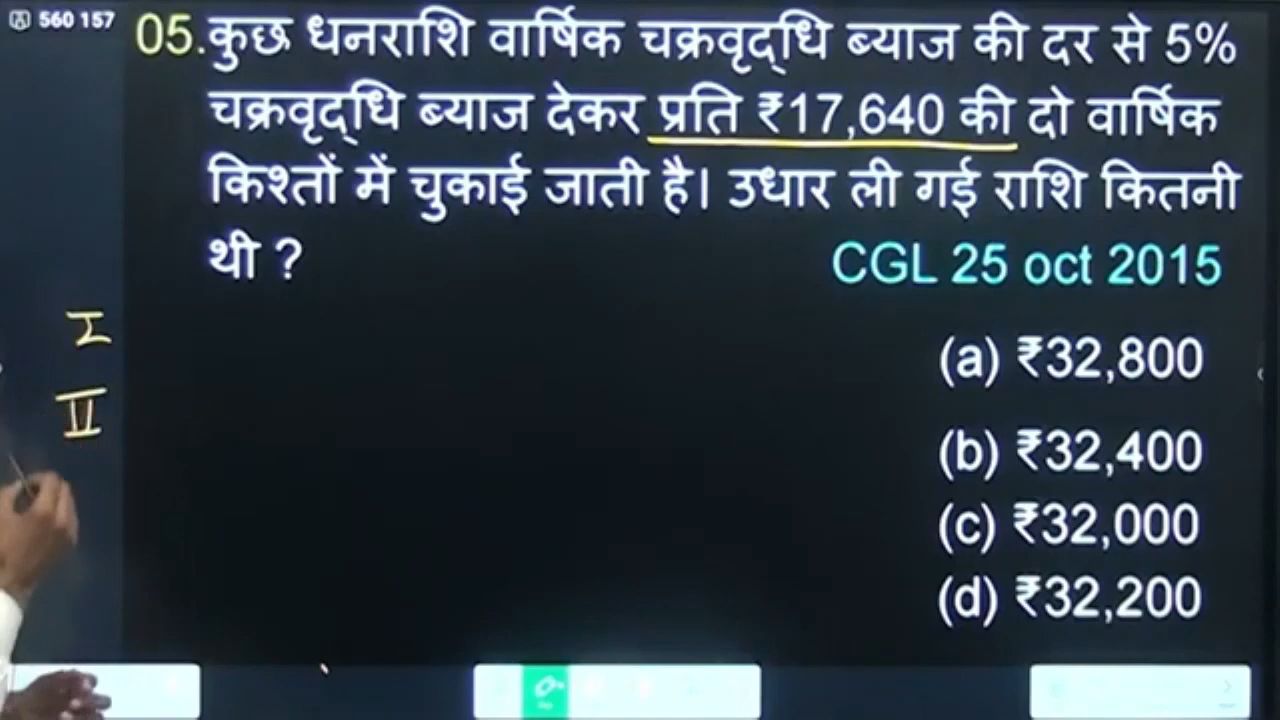 560 157
05.कुछ धनराशि वार्षिक चक्रवृद्धि ब्याज की दर से 5%
चक्रवृद्धि ब्याज देकर प्रति ₹17,640 की दो वार्षिक
किश्तों में चुकाई जाती है। उधार ली गई राशि कितनी
थी ?
CGL 25 oct 2015
I
II
(a) ₹32,800
(b) ₹32,400
(c) ₹32,000
(d) ₹32,200